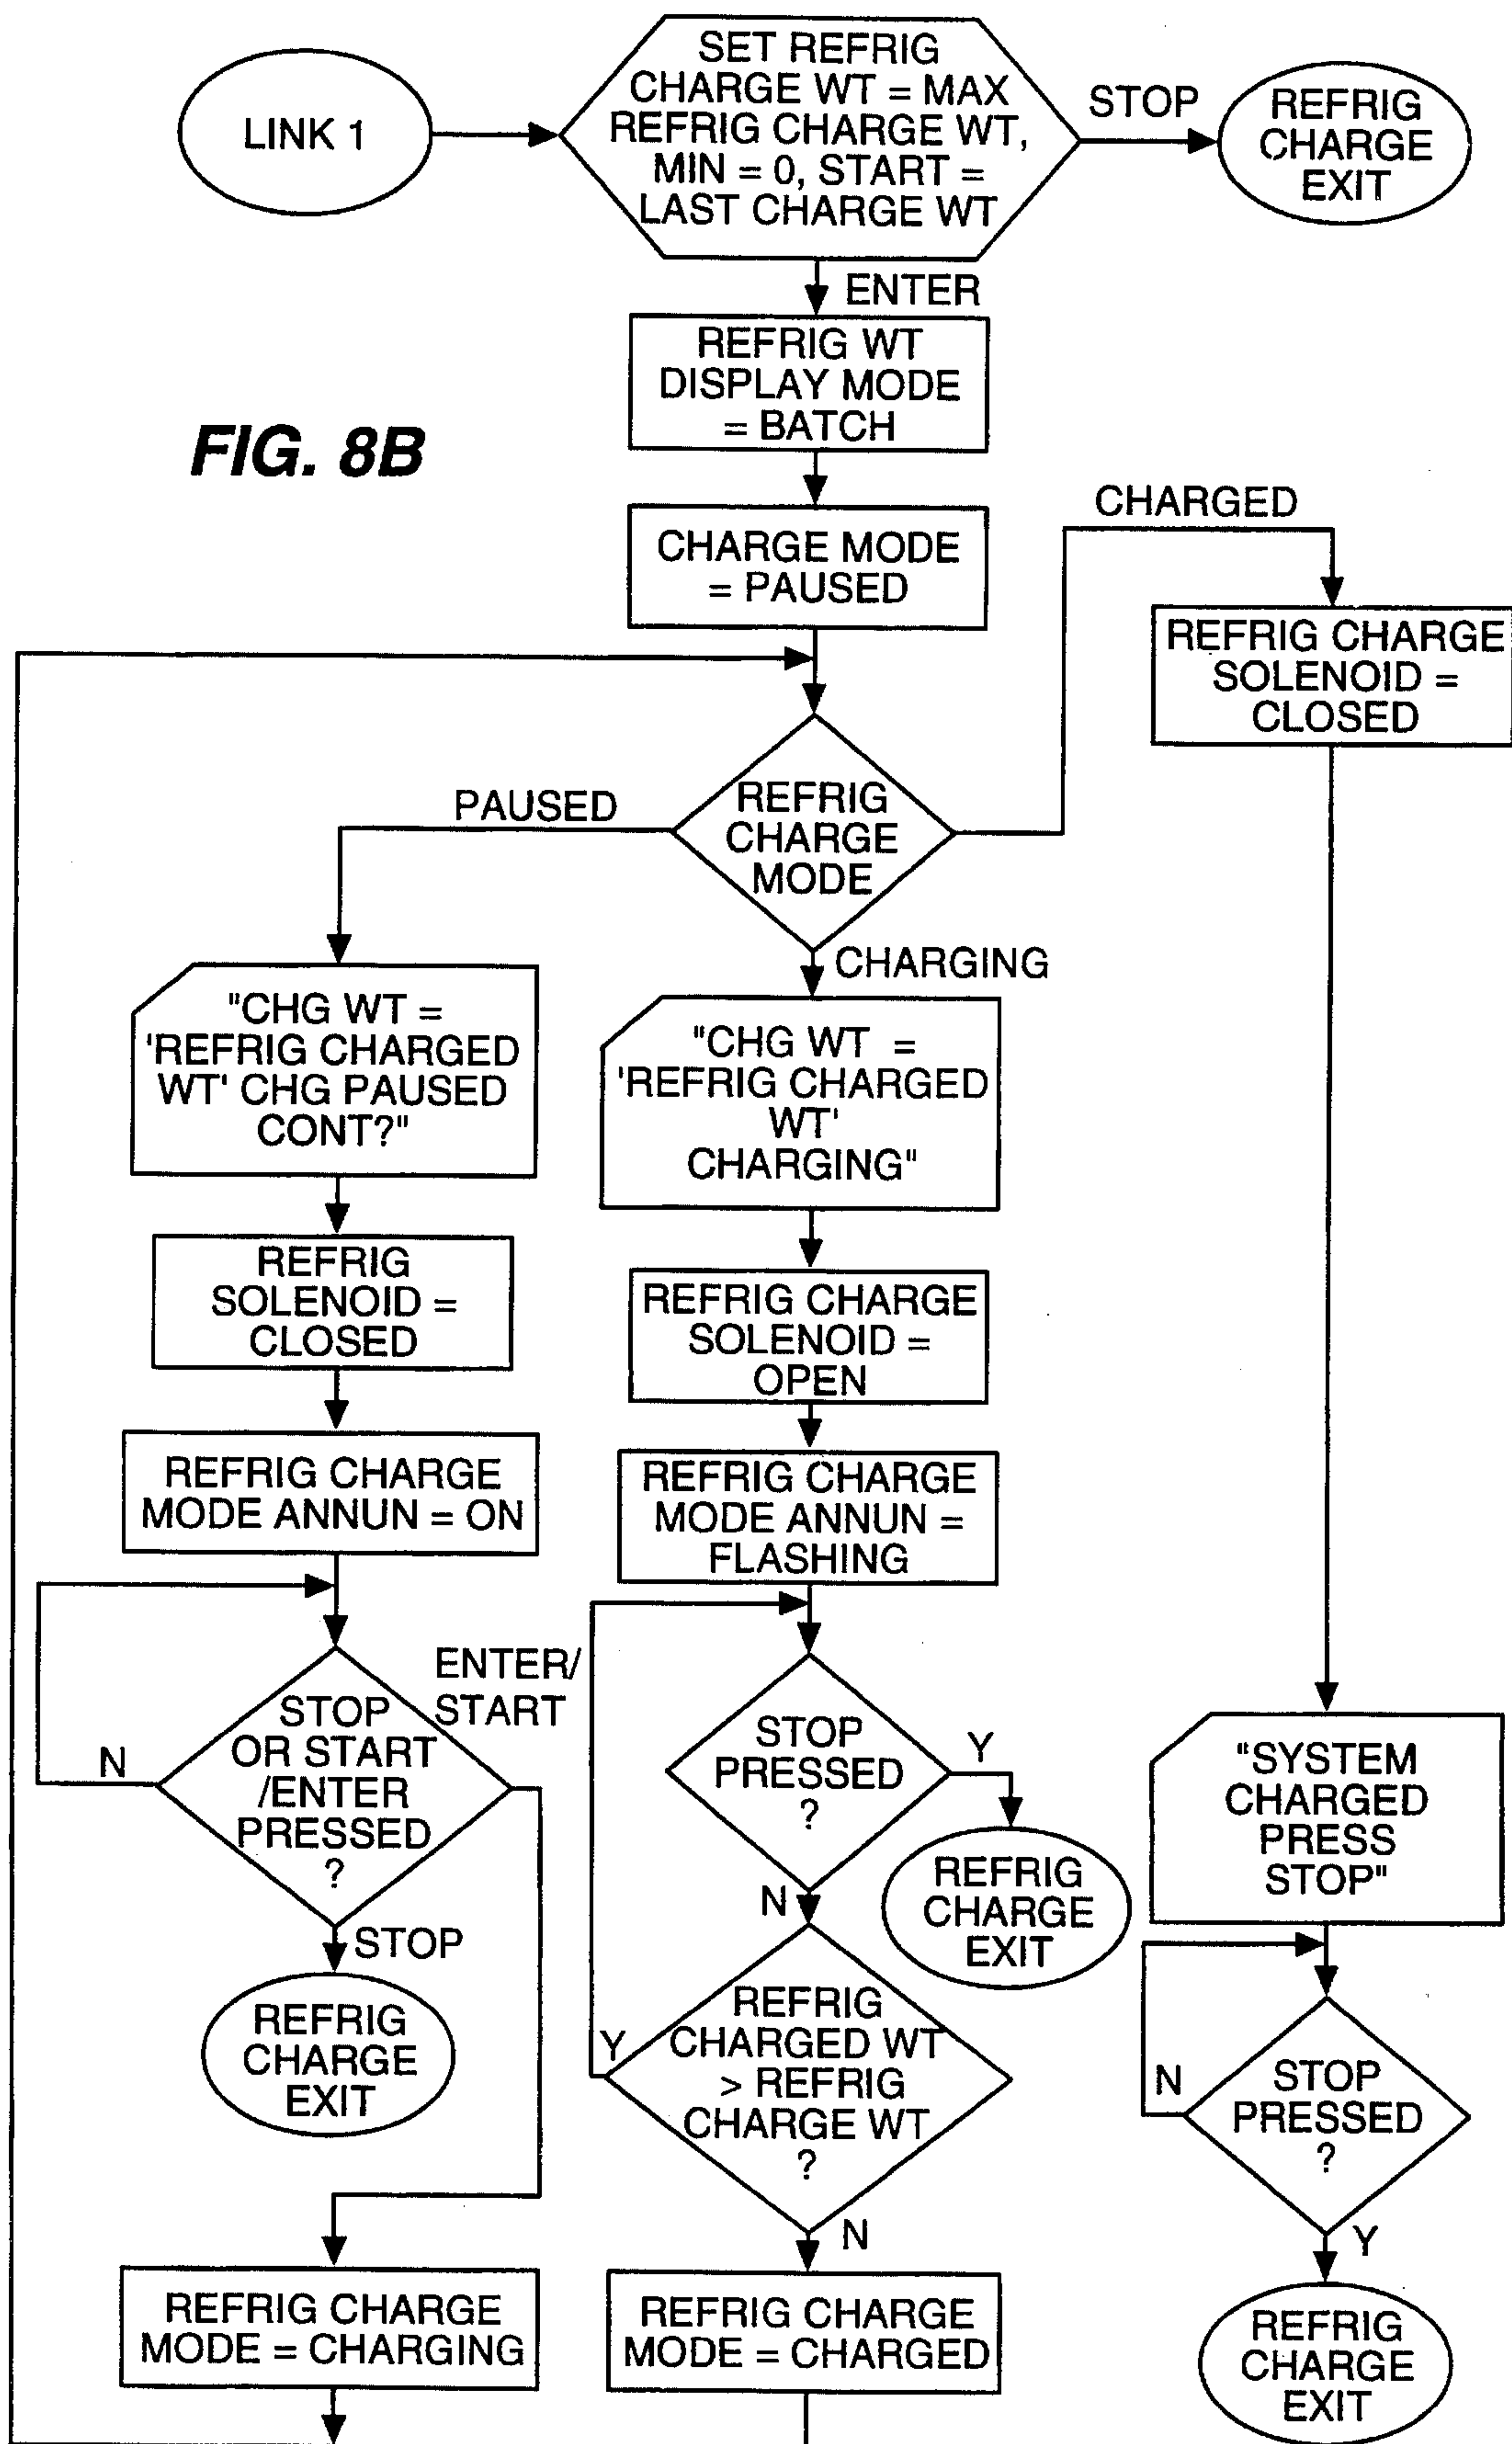 LINK 1
SET REFRIG
CHARGE WT = MAX
REFRIG CHARGE WT,
MIN = 0, START =
LAST CHARGE WT
STOP
REFRIG
CHARGE
EXIT
ENTER
REFRIG WT
DISPLAY MODE
= BATCH
FIG. 8B
CHARGE MODE
= PAUSED
CHARGED
REFRIG CHARGE
SOLENOID =
CLOSED
PAUSED
REFRIG
CHARGE
MODE
CHARGING
"CHG WT =
'REFRIG CHARGED
WT' CHG PAUSED
CONT?"
"CHG WT =
'REFRIG CHARGED
WT'
CHARGING"
REFRIG
SOLENOID =
CLOSED
REFRIG CHARGE
SOLENOID =
OPEN
REFRIG CHARGE
MODE ANNUN = ON
REFRIG CHARGE
MODE ANNUN =
FLASHING
ENTER/
START
STOP
OR START
/ENTER
PRESSED
?
N
STOP
PRESSED
?
Y
N
REFRIG
CHARGE
EXIT
"SYSTEM
CHARGED
PRESS
STOP"
STOP
REFRIG
CHARGE
EXIT
REFRIG
CHARGED WT
> REFRIG
CHARGE WT
?
Y
N
STOP
PRESSED
?
N
Y
REFRIG CHARGE
MODE = CHARGING
REFRIG CHARGE
MODE = CHARGED
REFRIG
CHARGE
EXIT